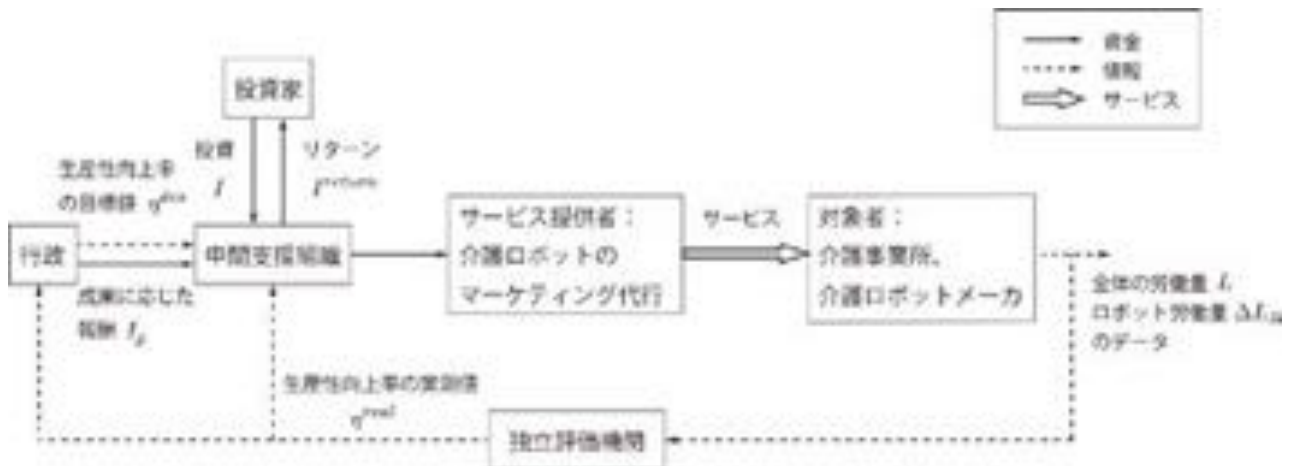 資金
情報
サービス
投資家
投資
I
リターン
I^return
生産性向上率
の目標値
行政
中間支援組織
成果に応じた
報酬 I_p
サービス提供者：
介護ロボットの
マーケティング代行
サービス
対象者：
介護事業所、
介護ロボットメーカ
全体の労働量 L
ロボット労働量
のデータ
生産性向上率の実測値
η^real
独立評価機関